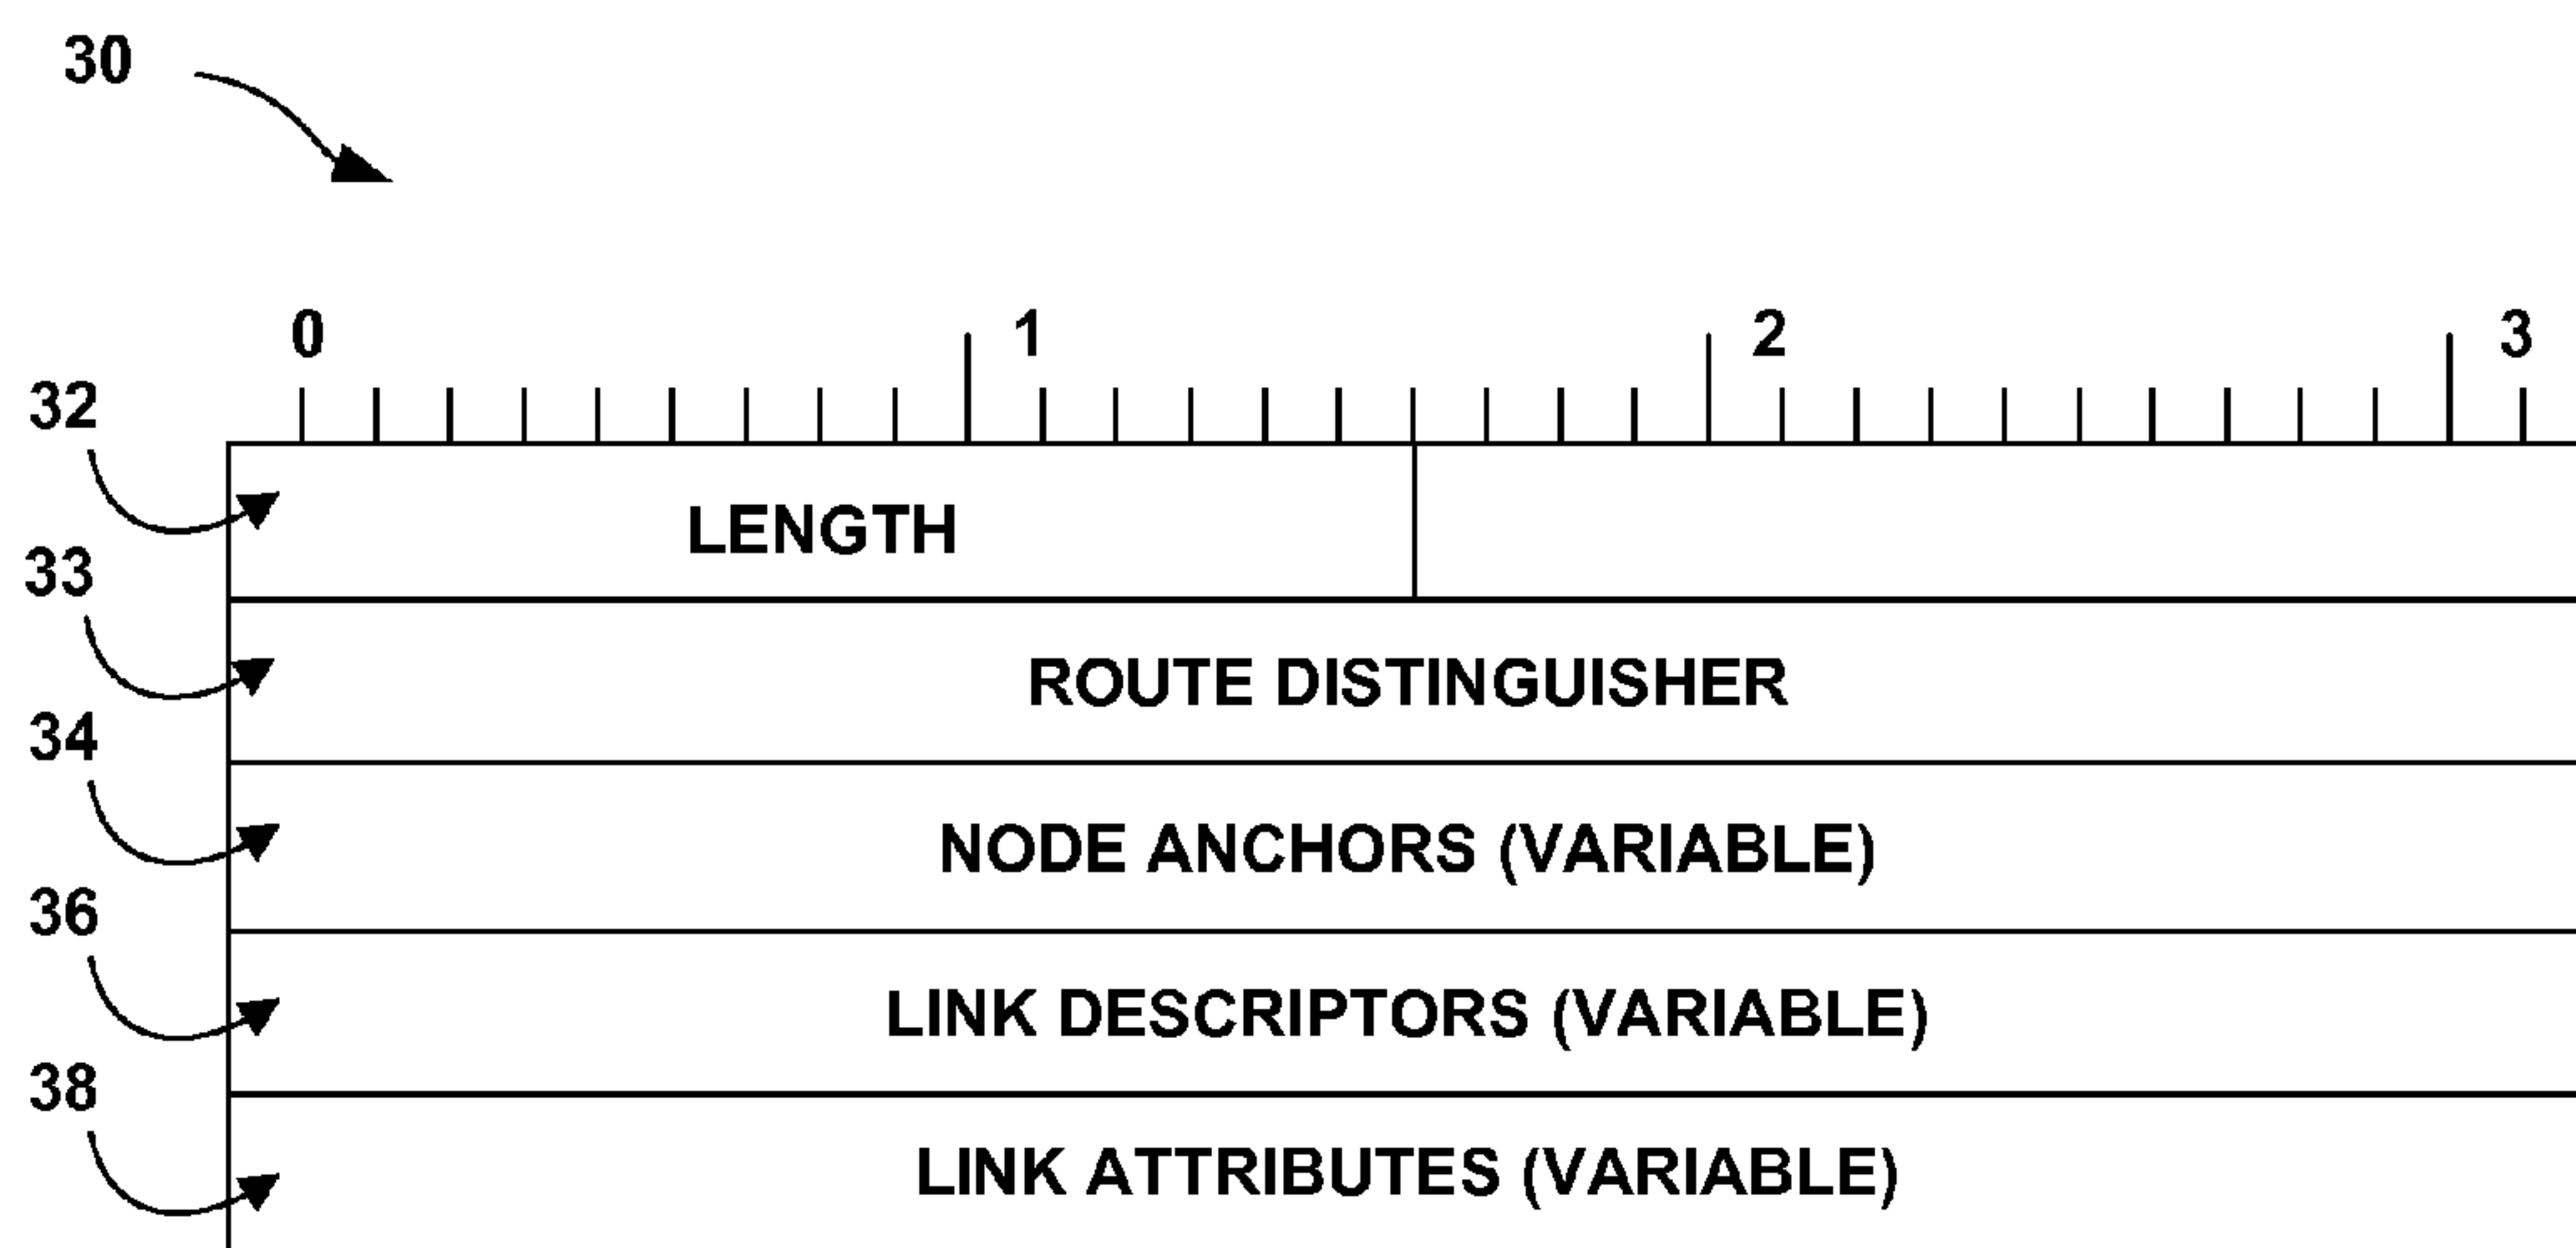 30
0 1 2 3
32
LENGTH
33
ROUTE DISTINGUISHER
34
NODE ANCHORS (VARIABLE)
36
LINK DESCRIPTORS (VARIABLE)
38
LINK ATTRIBUTES (VARIABLE)